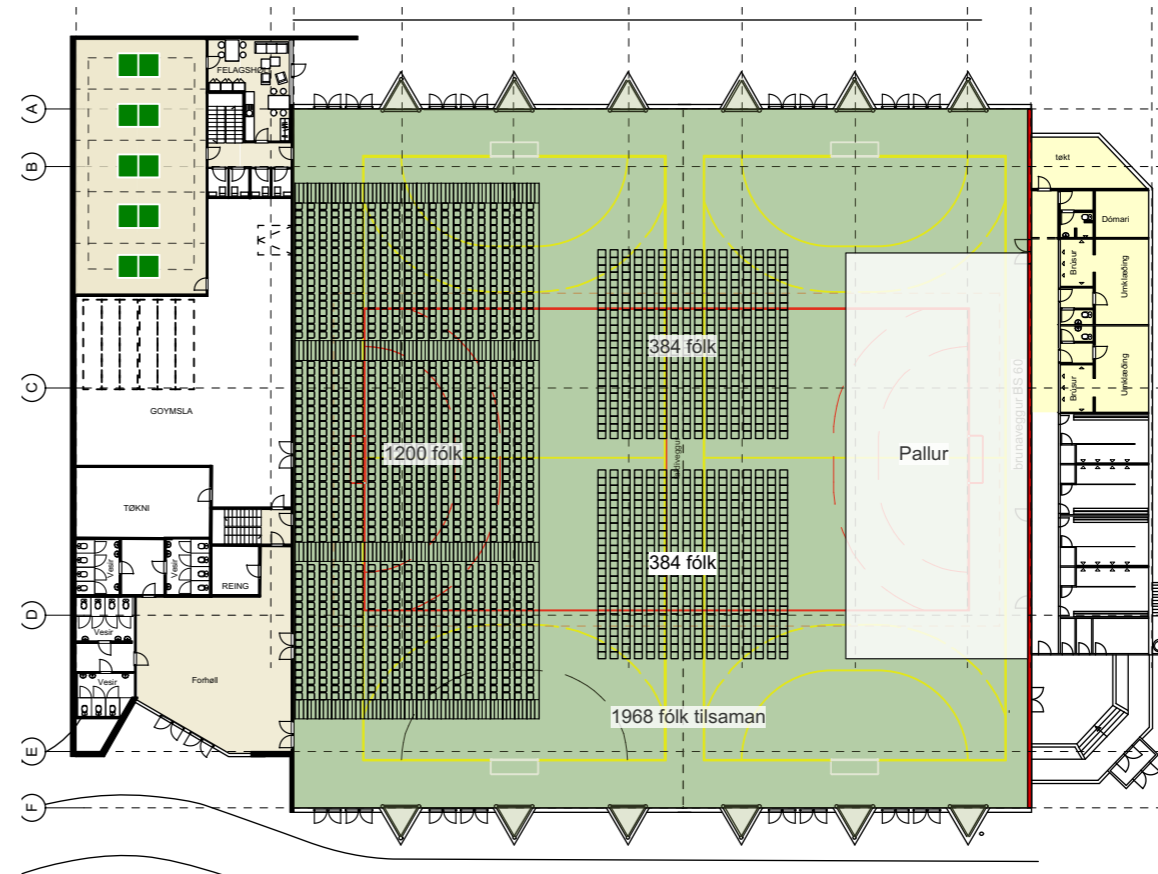 FELAGSHØ
A
B
C
D
E
F
tøkt
Dómari
Brúsur
Umklæðing
Umklæðing
Brúsur
384 fólk
1200 fólk
384 fólk
Pallur
brunaveggur BS 60
GOYMSLA
TØKNI
Vesir
Vesir
REING
Vesir
Vesir
Forhøll
1968 fólk tilsaman